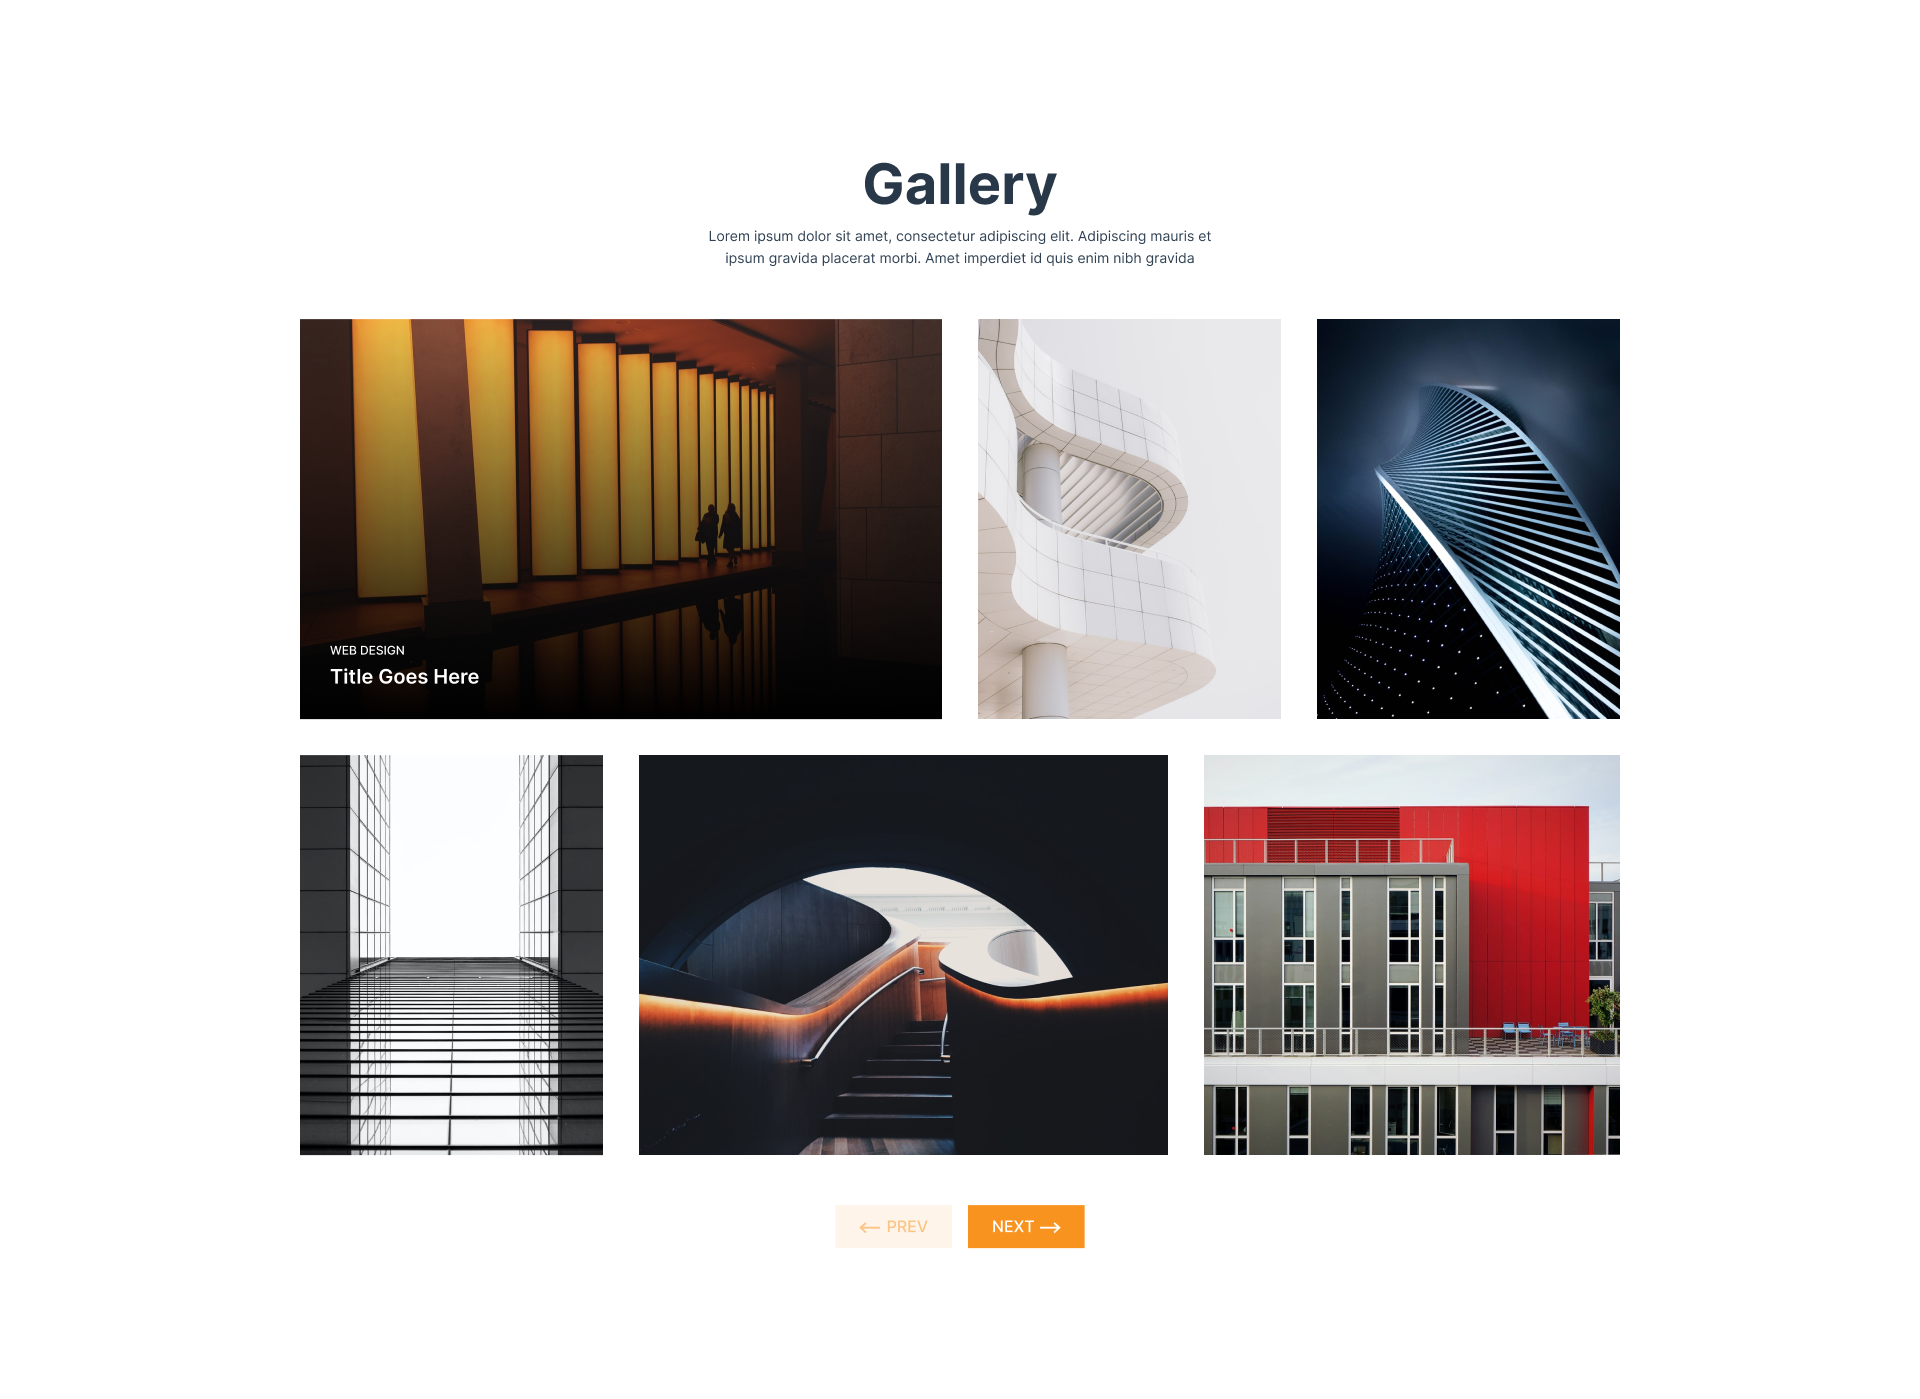 Gallery
Lorem ipsum dolor sit amet, consectetur adipiscing elit. Adipiscing mauris et
ipsum gravida placerat morbi. Amet imperdiet id quis enim nibh gravida
WEB DESIGN
Title Goes Here
← PREV
NEXT →